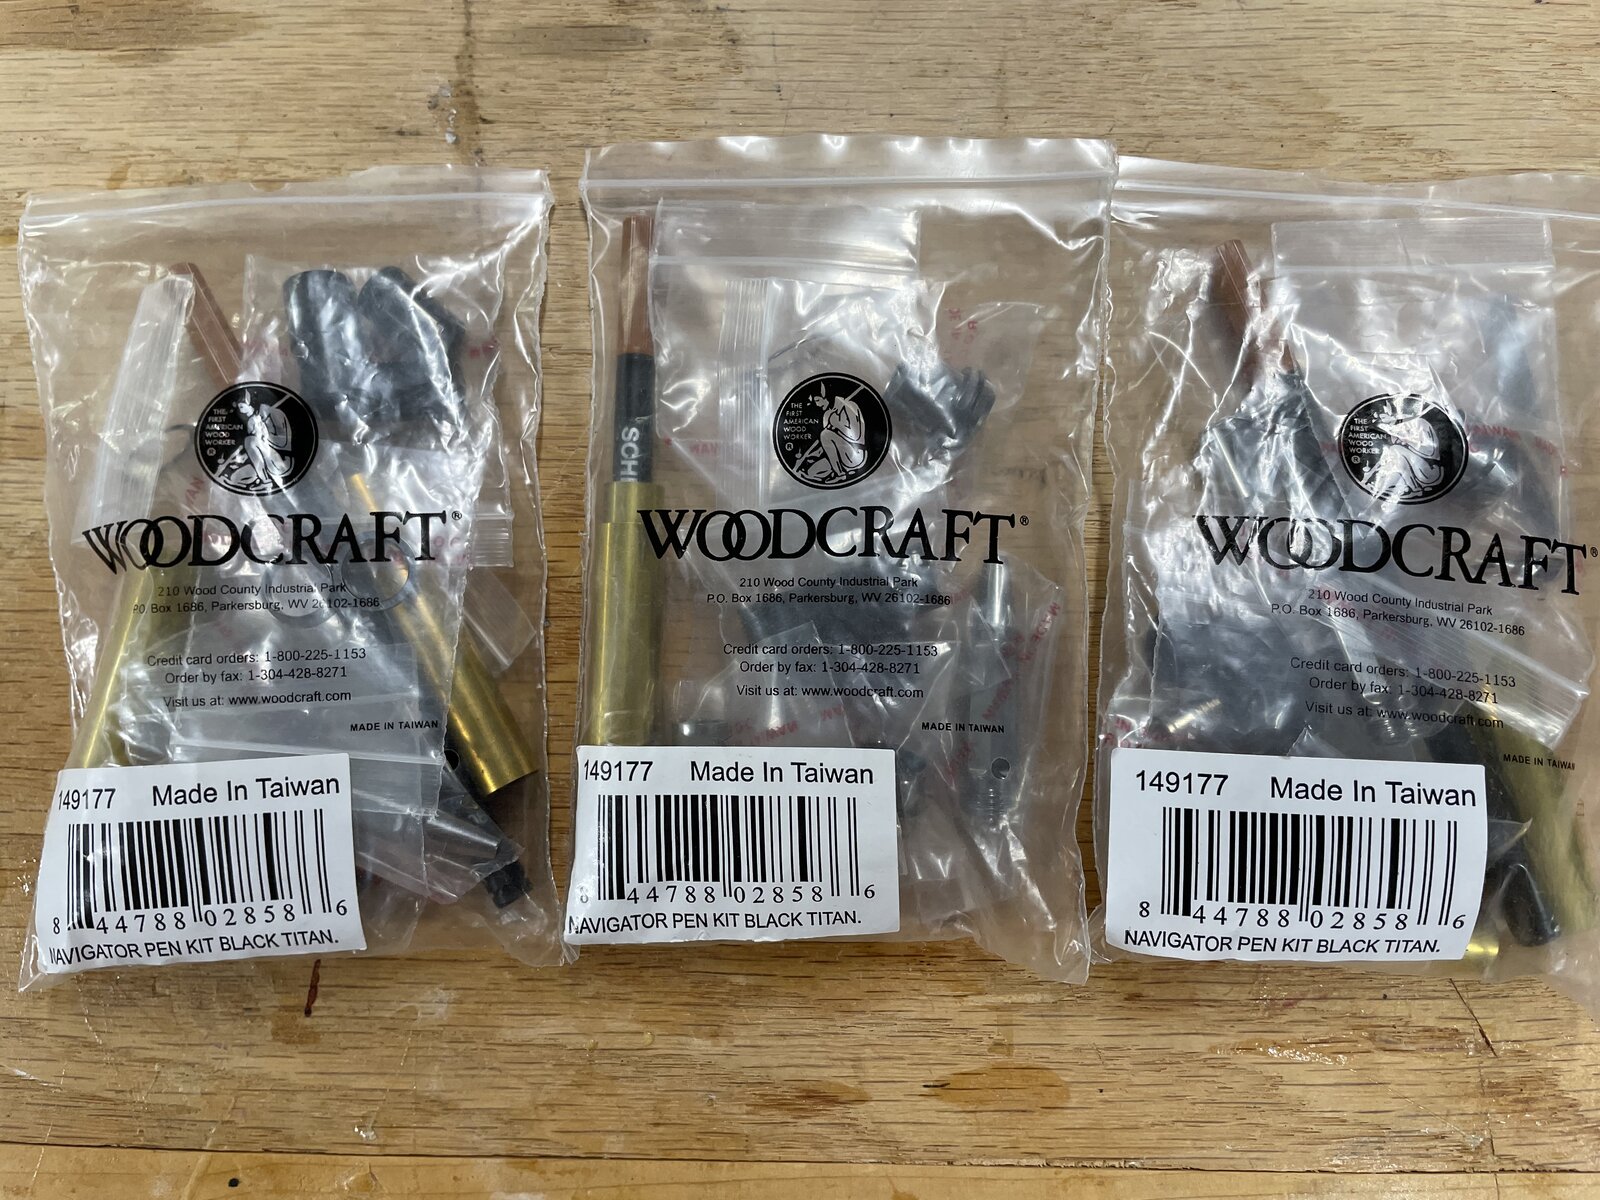 THE
FIRST
AMERICAN
WOOD
WORKER
®
WOODCRAFT®
210 Wood County Industrial Park
P.O. Box 1686, Parkersburg, WV 26102-1686
Credit card orders: 1-800-225-1153
Order by fax: 1-304-428-8271
Visit us at: www.woodcraft.com
MADE IN TAIWAN
149177 Made In Taiwan
8 44788 02858 6
NAVIGATOR PEN KIT BLACK TITAN.
SCHI
THE
FIRST
AMERICAN
WOOD
WORKER
®
WOODCRAFT®
210 Wood County Industrial Park
P.O. Box 1686, Parkersburg, WV 26102-1686
Credit card orders: 1-800-225-1153
Order by fax: 1-304-428-8271
Visit us at: www.woodcraft.com
MADE IN TAIWAN
149177 Made In Taiwan
8 44788 02858 6
NAVIGATOR PEN KIT BLACK TITAN.
THE
FIRST
AMERICAN
WOOD
WORKER
®
WOODCRAFT®
210 Wood County Industrial Park
P.O. Box 1686, Parkersburg, WV 26102-1686
Credit card orders: 1-800-225-1153
Order by fax: 1-304-428-8271
Visit us at: www.woodcraft.com
MADE IN TAIWAN
149177 Made In Taiwan
8 44788 02858 6
NAVIGATOR PEN KIT BLACK TITAN.